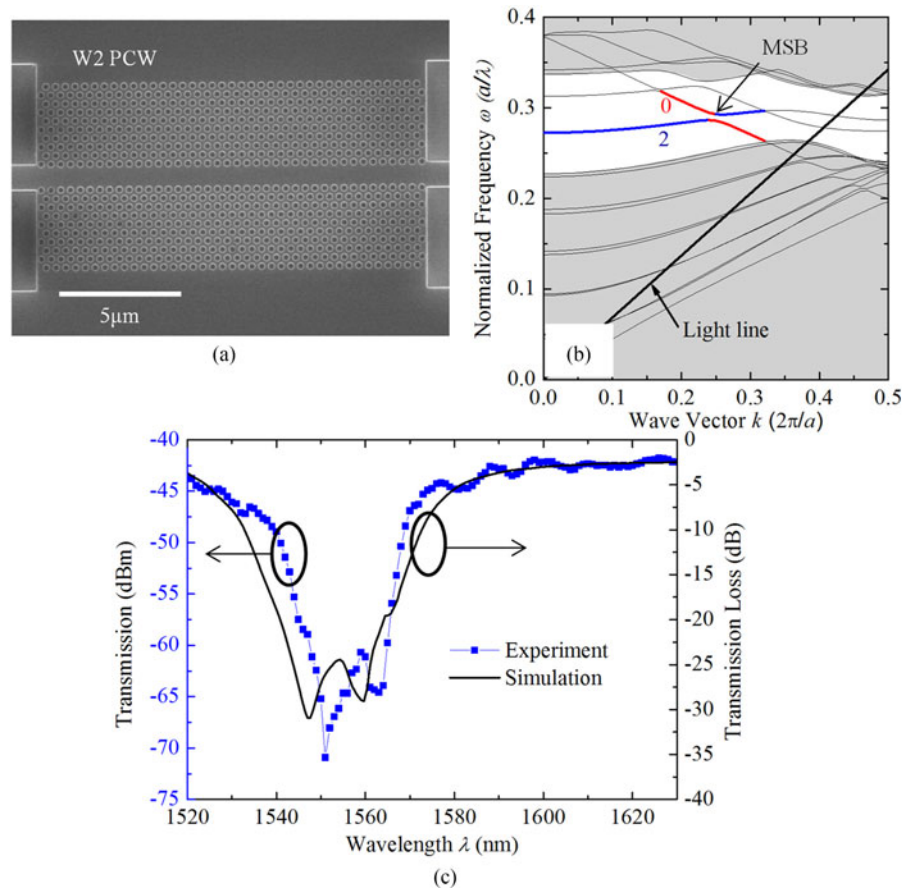 W2 PCW
5μm
(a)
0.4
0.3
0.2
0.1
0.0
Normalized Frequency ω (a/λ)
MSB
0
2
Light line
(b)
0.0 0.1 0.2 0.3 0.4 0.5
Wave Vector k (2π/a)
-40
-45
-50
-55
-60
-65
-70
-75
Transmission (dBm)
0
-5
-10
-15
-20
-25
-30
-35
-40
Transmission Loss (dB)
Experiment
Simulation
1520 1540 1560 1580 1600 1620
Wavelength λ (nm)
(c)